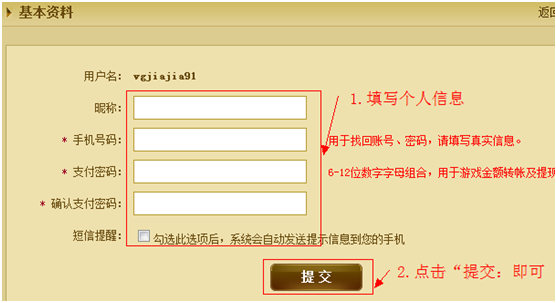 基本资料
返回
用户名： vgjiajia91
1.填写个人信息
昵称：
* 手机号码： 用于找回账号、密码，请填写真实信息。
* 支付密码： 6-12位数字字母组合，用于游戏金额转帐及提现
* 确认支付密码：
短信提醒： 勾选此选项后，系统会自动发送提示信息到您的手机
提 交
2.点击“提交：即可